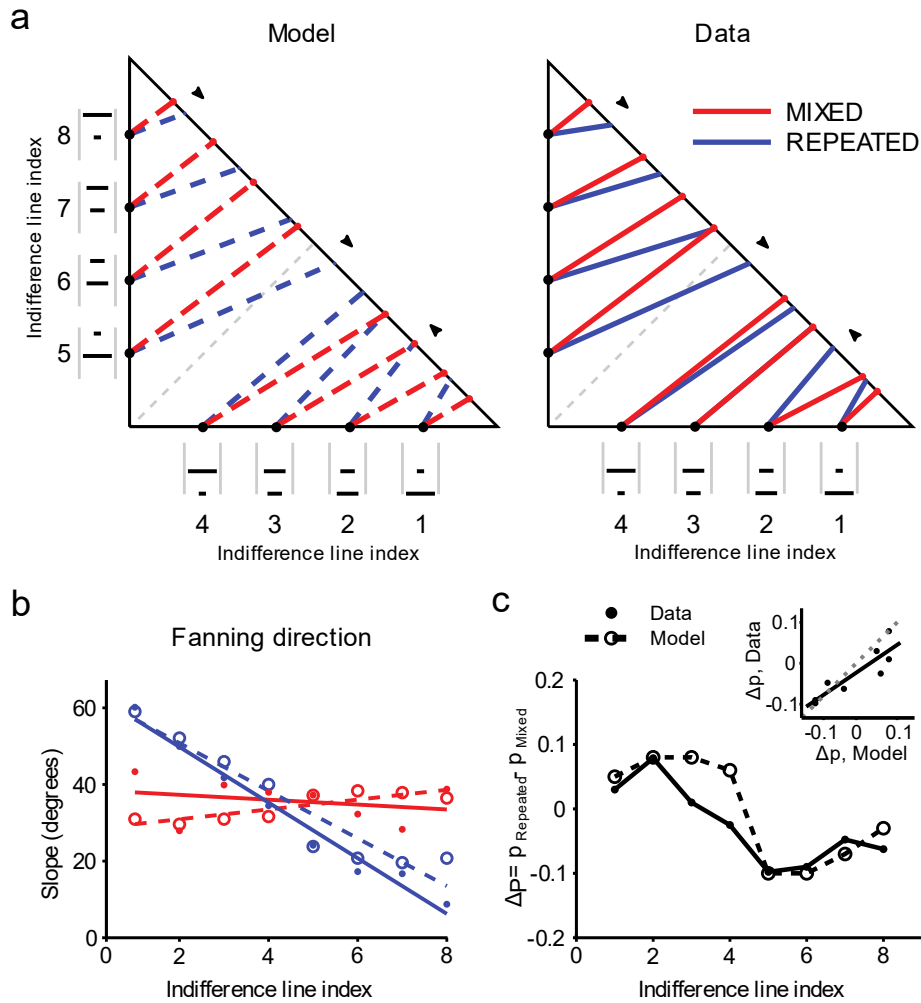 a
Model
Data
MIXED
REPEATED
Indifference line index
8
7
6
5
4 3 2 1
Indifference line index
4 3 2 1
Indifference line index
b
Fanning direction
Slope (degrees)
60
40
20
0
0 2 4 6 8
Indifference line index
c
Data
Model
ΔP= p Repeated- p Mixed
0.2
0.1
0
-0.1
-0.2
0 2 4 6 8
Indifference line index
Δp, Data
0.1
0
-0.1
-0.1 0 0.1
Δp, Model